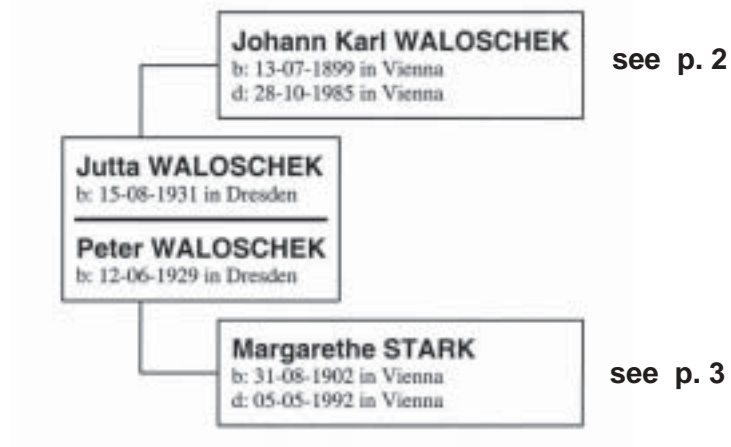 Johann Karl WALOSCHEK
b: 13-07-1899 in Vienna
d: 28-10-1985 in Vienna
see p. 2
Jutta WALOSCHEK
b: 15-08-1931 in Dresden
Peter WALOSCHEK
b: 12-06-1929 in Dresden
Margarethe STARK
b: 31-08-1902 in Vienna
d: 05-05-1992 in Vienna
see p. 3